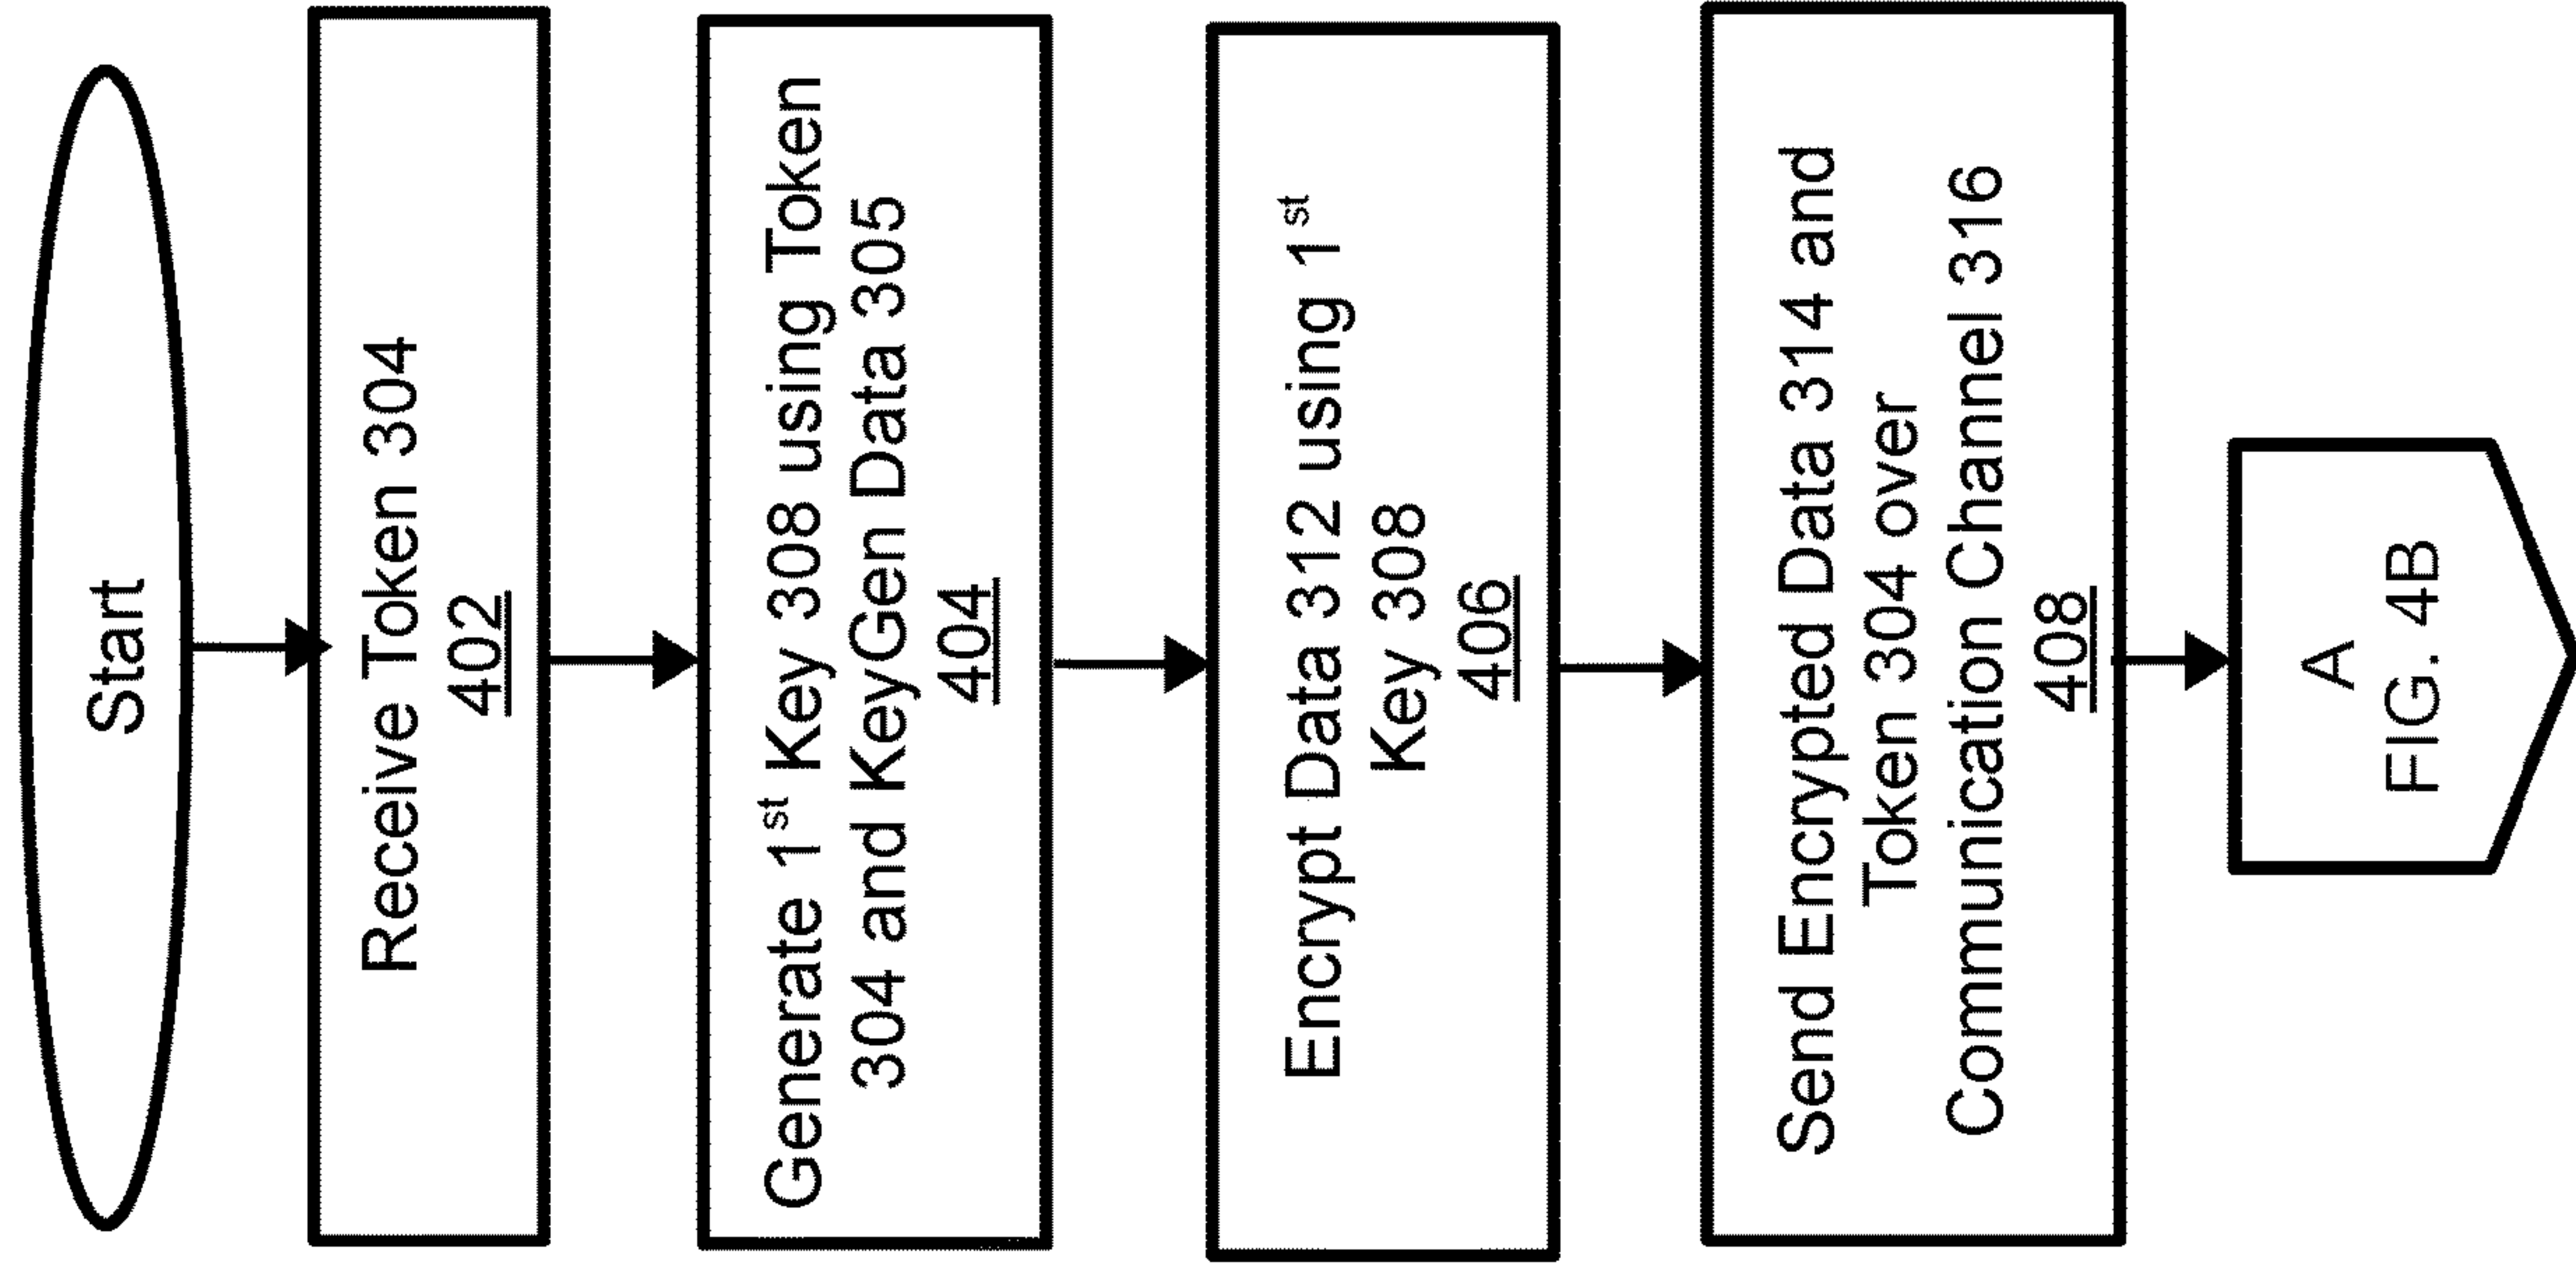 Start
Receive Token 304
402
Generate 1st Key 308 using Token
304 and KeyGen Data 305
404
Encrypt Data 312 using 1st
Key 308
406
Send Encrypted Data 314 and
Token 304 over
Communication Channel 316
408
A
FIG. 4B